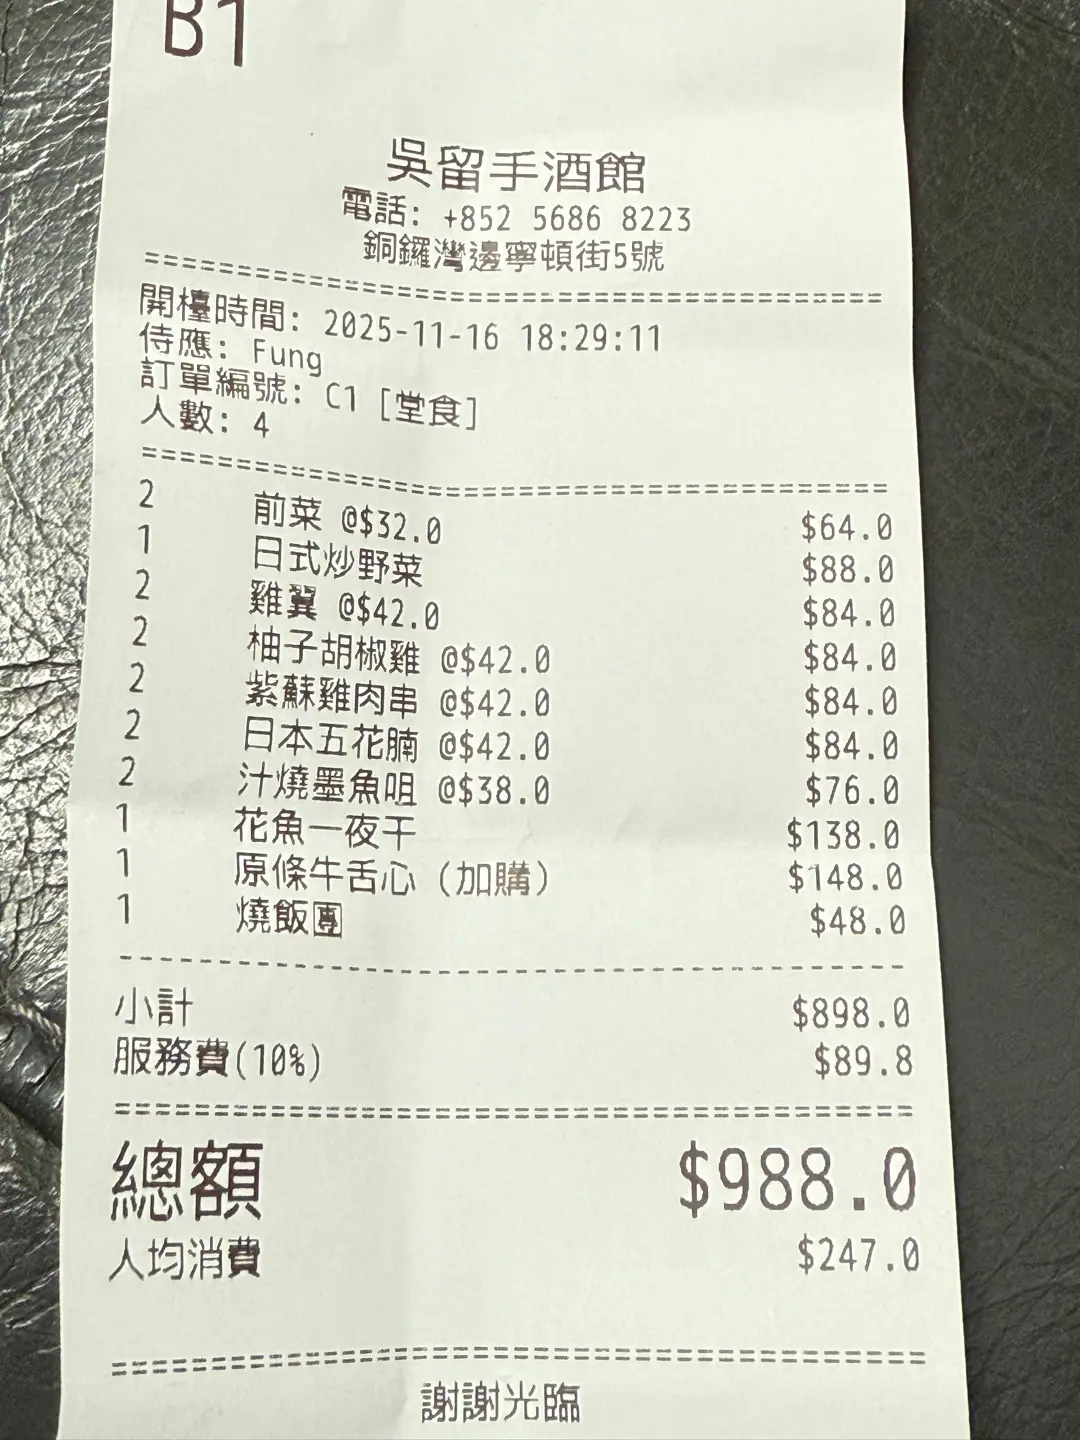 B1
吳留手酒館
電話: +852 5686 8223
銅鑼灣邊寧頓街5號
開檯時間: 2025-11-16 18:29:11
侍應: Fung
訂單編號: C1 [堂食]
人數: 4
2 前菜 @$32.0 $64.0
1 日式炒野菜 $88.0
2 雞翼 @$42.0 $84.0
2 柚子胡椒雞 @$42.0 $84.0
2 紫蘇雞肉串 @$42.0 $84.0
2 日本五花腩 @$42.0 $84.0
2 汁燒墨魚咀 @$38.0 $76.0
1 花魚一夜干 $138.0
1 原條牛舌心 (加購) $148.0
1 燒飯團 $48.0
小計 $898.0
服務費(10%) $89.8
總額 $988.0
人均消費 $247.0
謝謝光臨